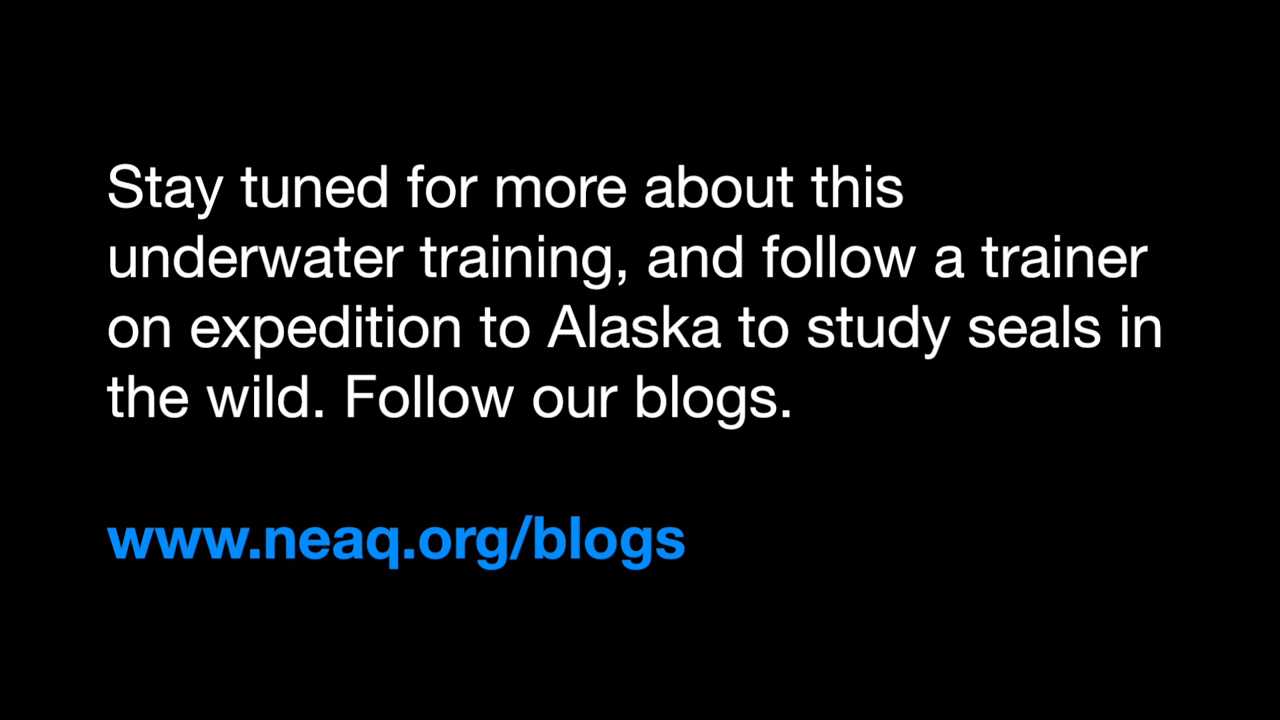 Stay tuned for more about this
underwater training, and follow a trainer
on expedition to Alaska to study seals in
the wild. Follow our blogs.
www.neaq.org/blogs